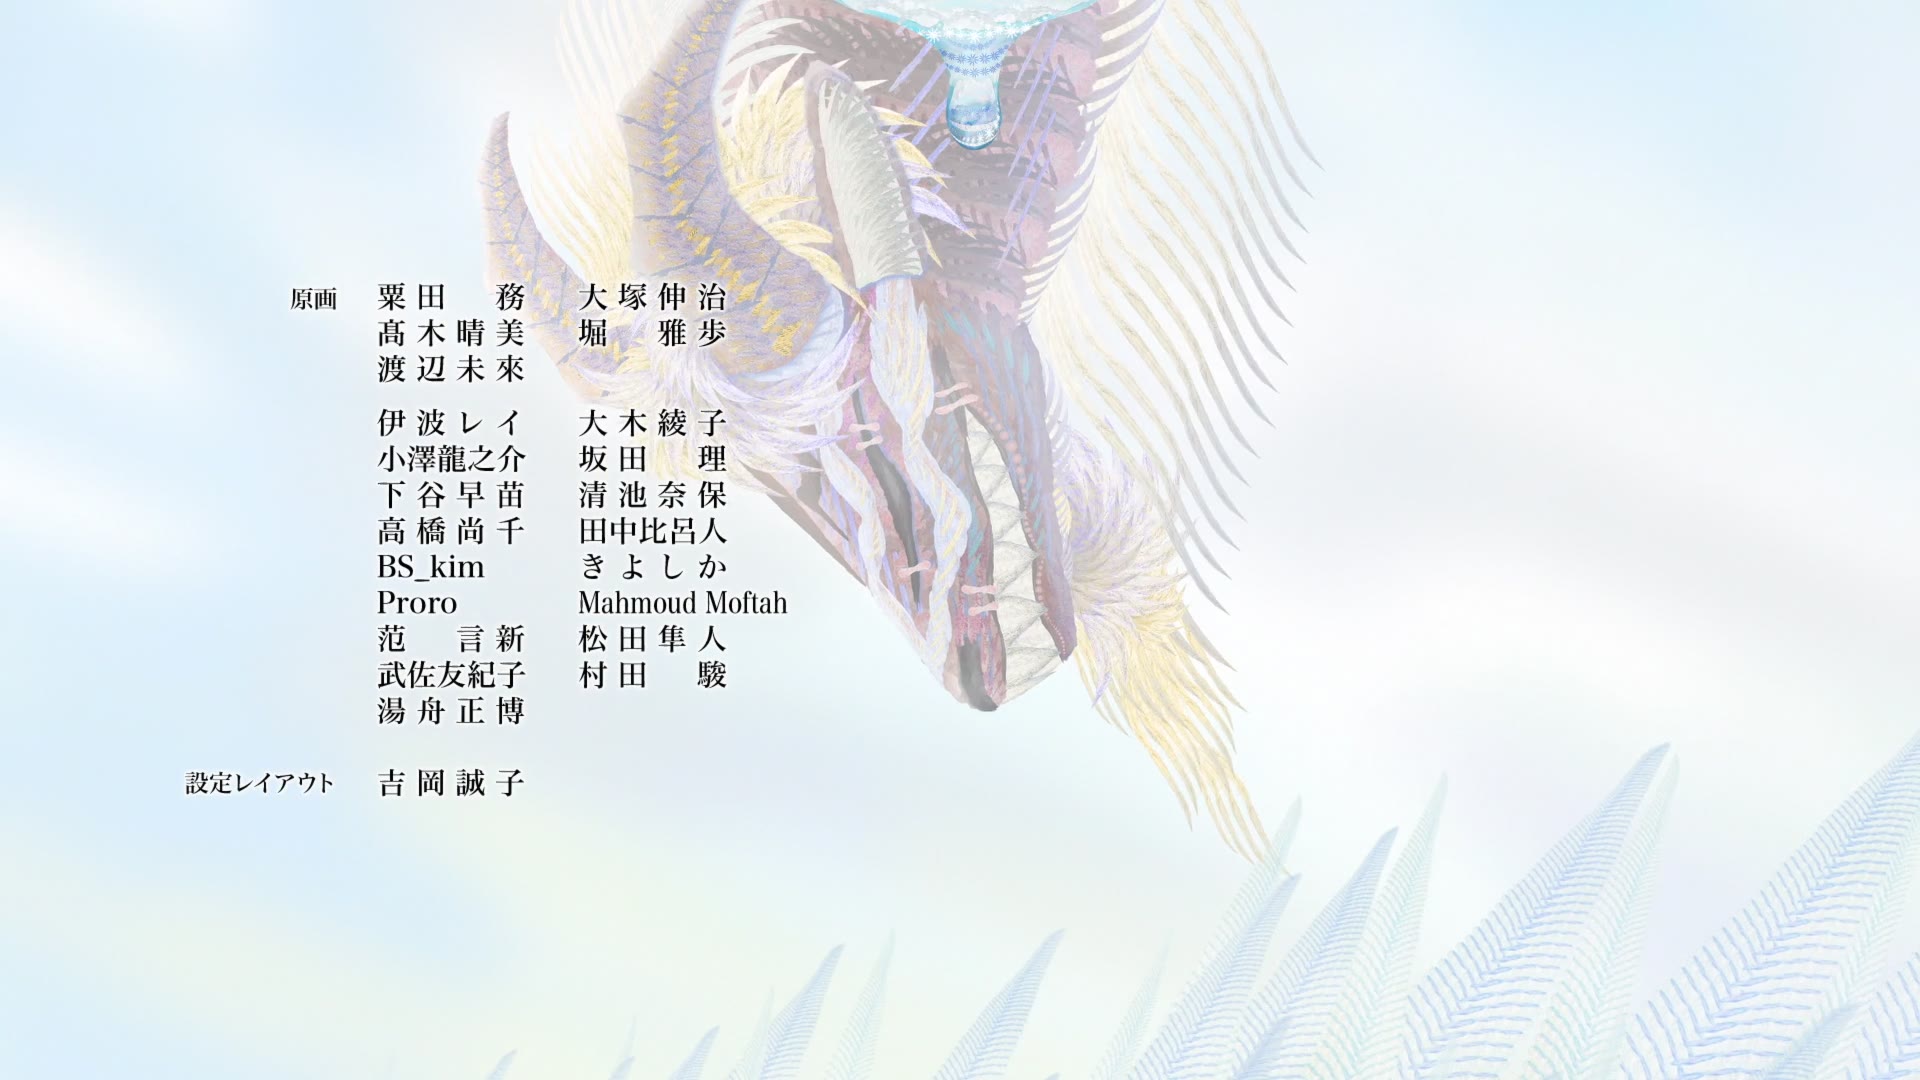 原画 粟田 務 大塚伸治
髙木晴美 堀 雅歩
渡辺未來
伊波レイ 大木綾子
小澤龍之介 坂田 理
下谷早苗 清池奈保
高橋尚千 田中比呂人
BS_kim きよしか
Proro Mahmoud Moftah
范 言新 松田隼人
武佐友紀子 村田 駿
湯舟正博
設定レイアウト 吉岡誠子